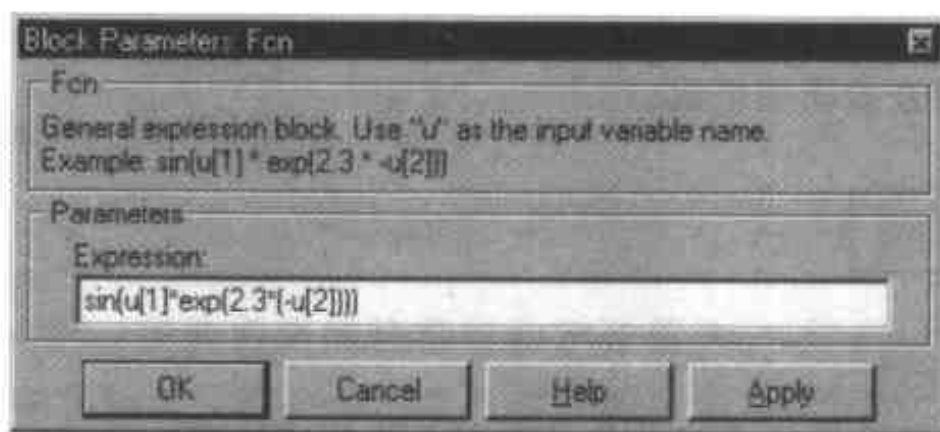 Block Parameters: Fcn
Fcn
General expression block. Use "u" as the input variable name.
Example: sin(u[1] * exp(2.3 * -u[2]))
Parameters
Expression:
sin(u[1]*exp(2.3*(-u[2])))
OK
Cancel
Help
Apply